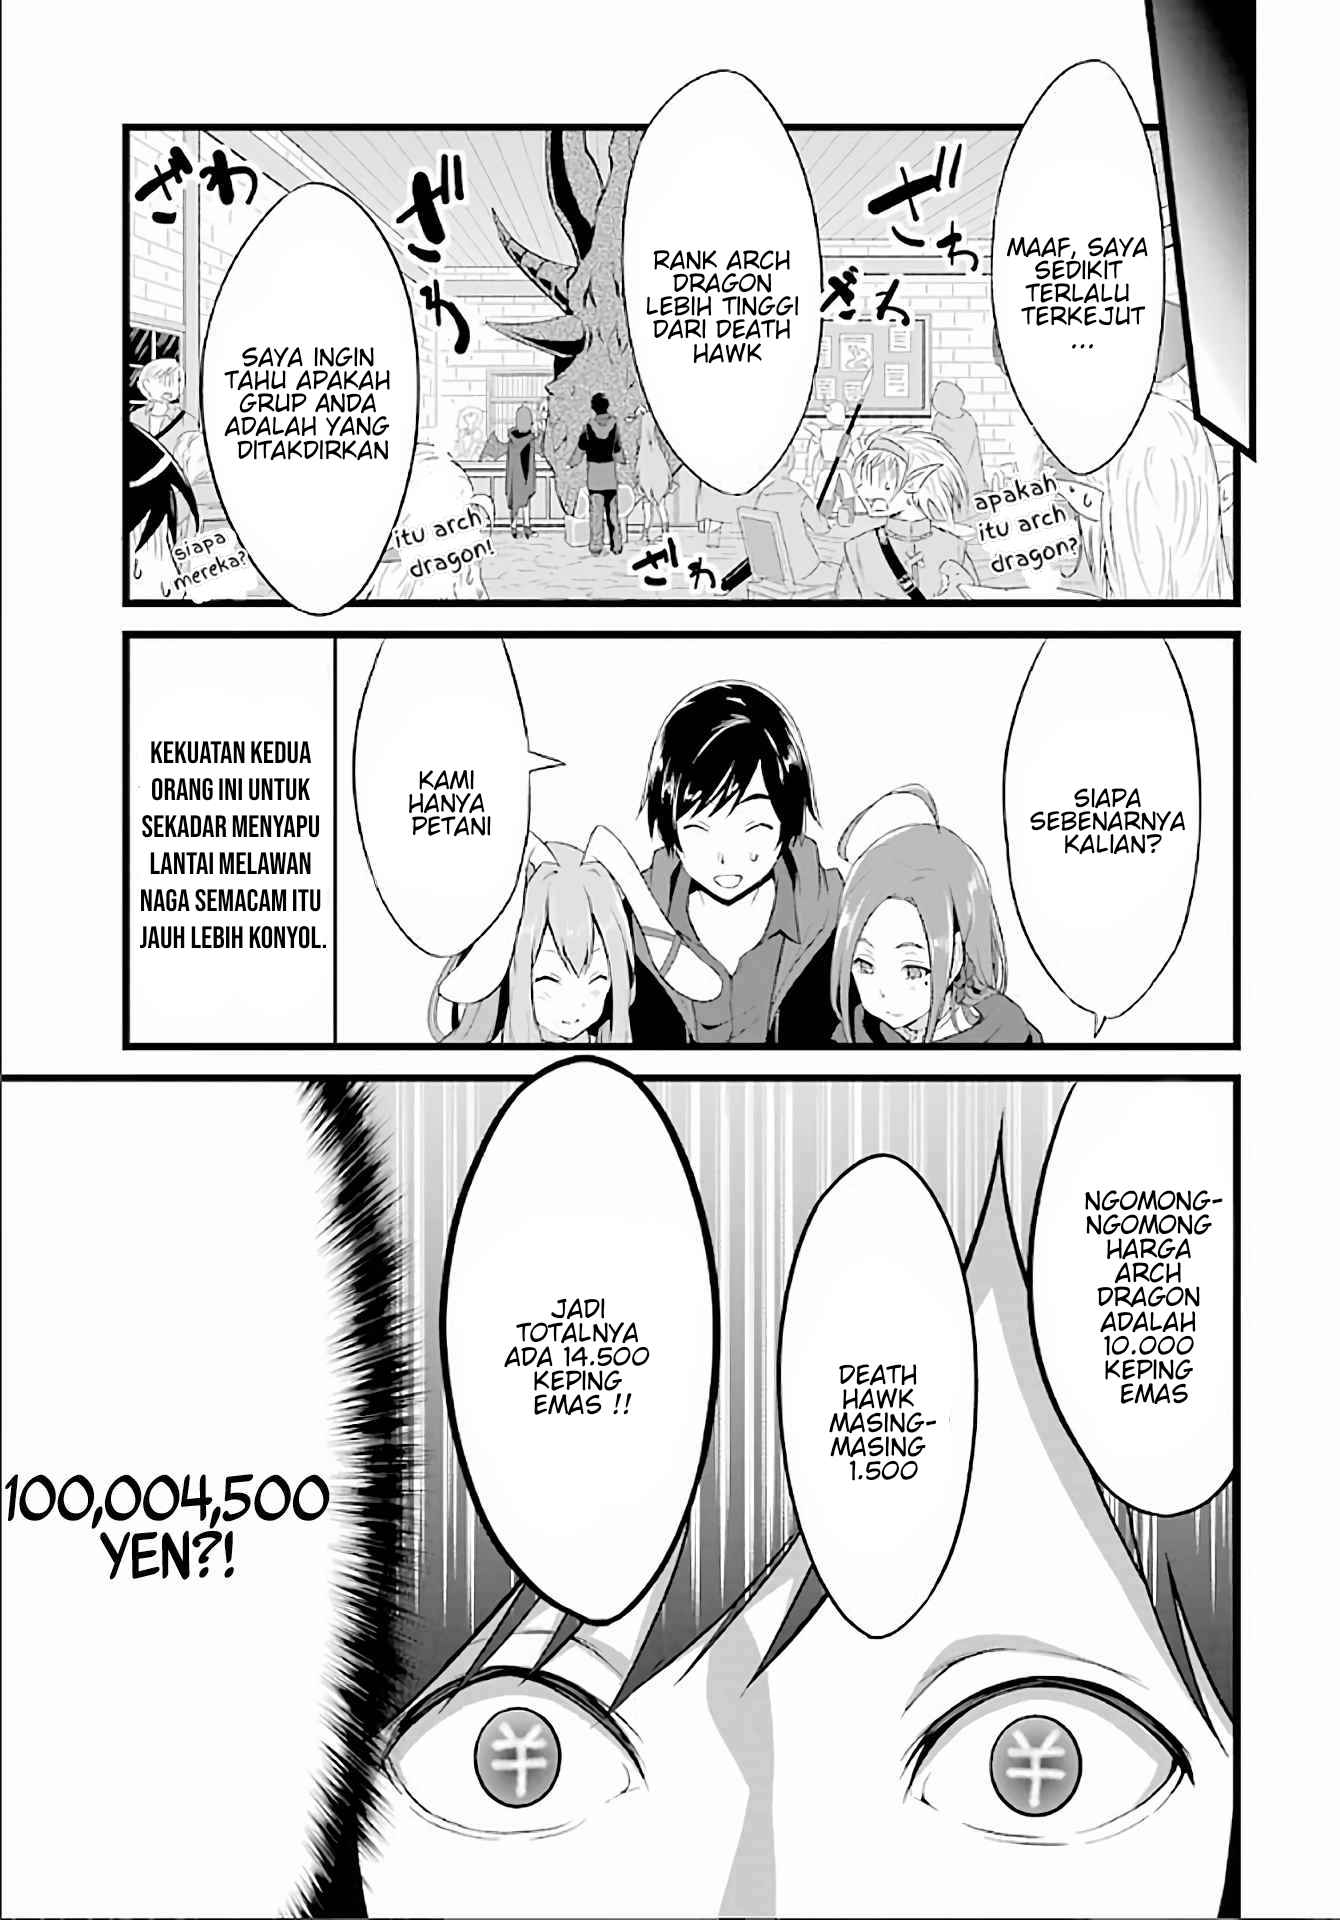 MAAF, SAYA
SEDIKIT
TERLALU
TERKEJUT
...
RANK ARCH
DRAGON
LEBIH TINGGI
DARI DEATH
HAWK
SAYA INGIN
TAHU APAKAH
GRUP ANDA
ADALAH YANG
DITAKDIRKAN
ざわ
ざわ
ざわ
ざわ
ざわ
apakah
itu arch
dragon?
itu arch
dragon!
siapa
mereka?
SIAPA
SEBENARNYA
KALIAN?
KAMI
HANYA
PETANI
KEKUATAN KEDUA
ORANG INI UNTUK
SEKADAR MENYAPU
LANTAI MELAWAN
NAGA SEMACAM ITU
JAUH LEBIH KONYOL.
NGOMONG-
NGOMONG
HARGA
ARCH
DRAGON
ADALAH
10.000
KEPING
EMAS
DEATH
HAWK
MASING-
MASING
1.500
JADI
TOTALNYA
ADA 14.500
KEPING
EMAS !!
100,004,500
YEN?!
¥
¥